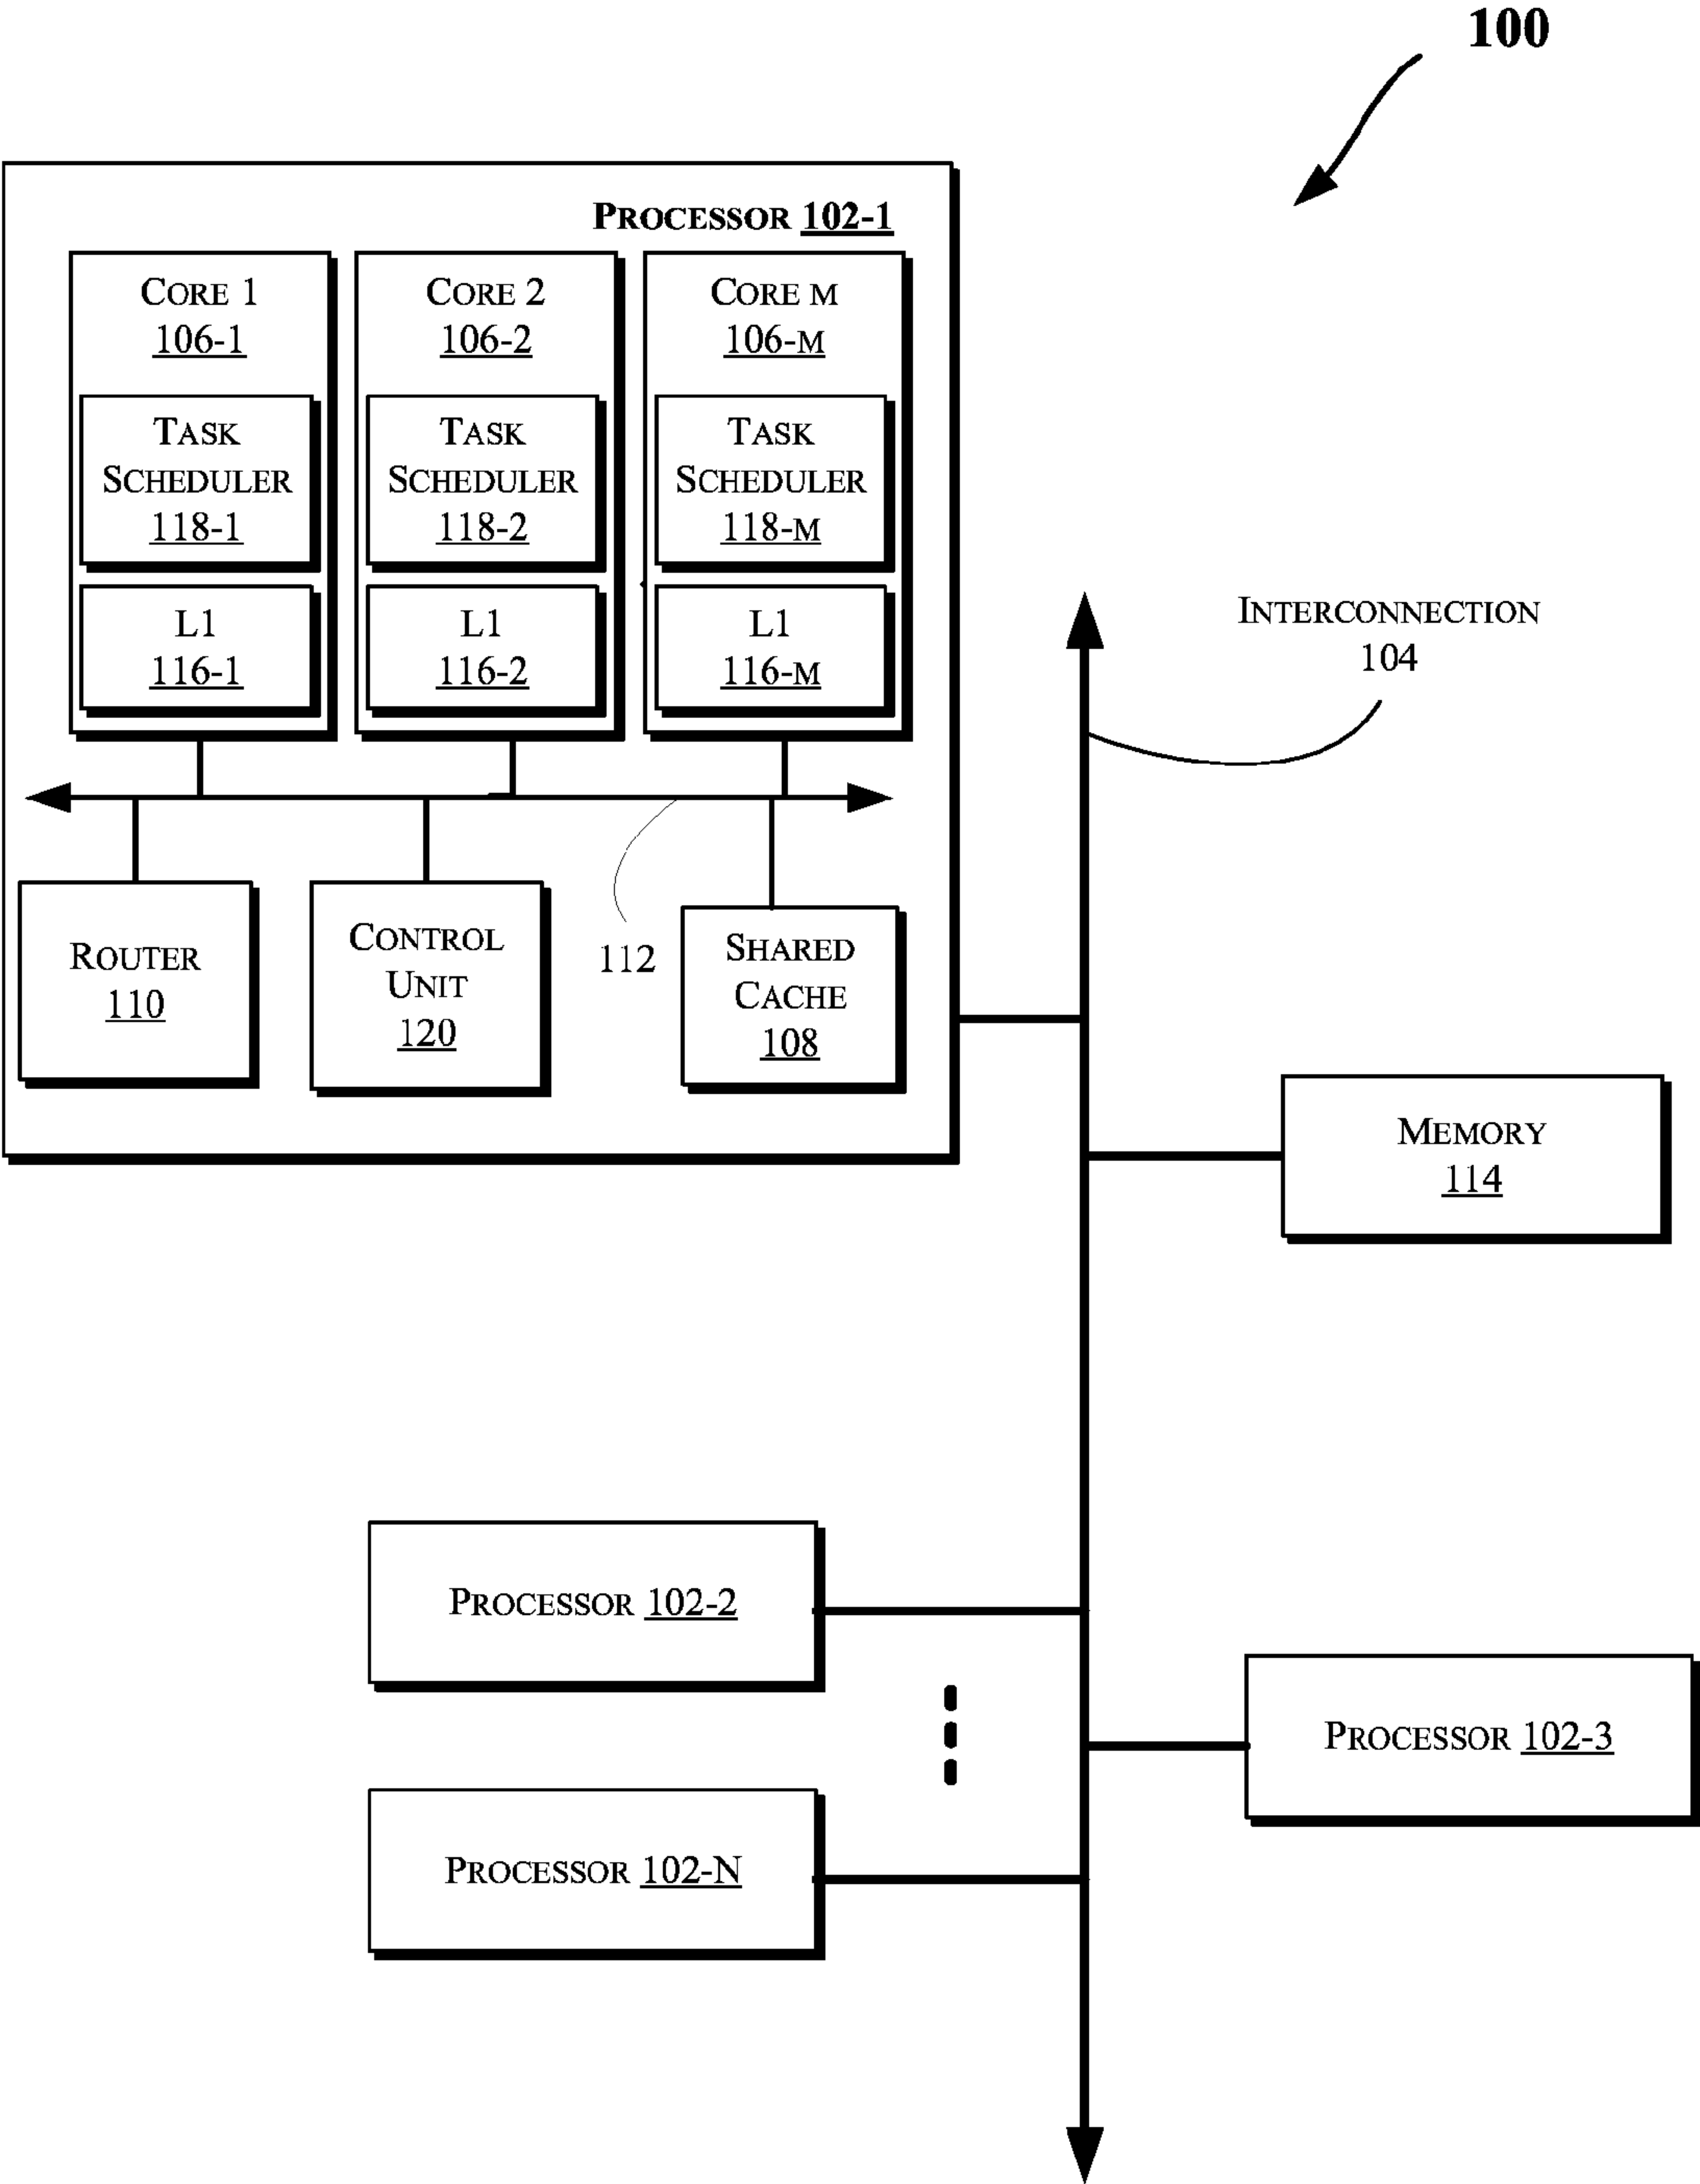 100
PROCESSOR 102-1
CORE 1
106-1
TASK
SCHEDULER
118-1
L1
116-1
CORE 2
106-2
TASK
SCHEDULER
118-2
L1
116-2
CORE M
106-M
TASK
SCHEDULER
118-M
L1
116-M
INTERCONNECTION
104
ROUTER
110
CONTROL
UNIT
120
112
SHARED
CACHE
108
MEMORY
114
PROCESSOR 102-2
PROCESSOR 102-3
PROCESSOR 102-N